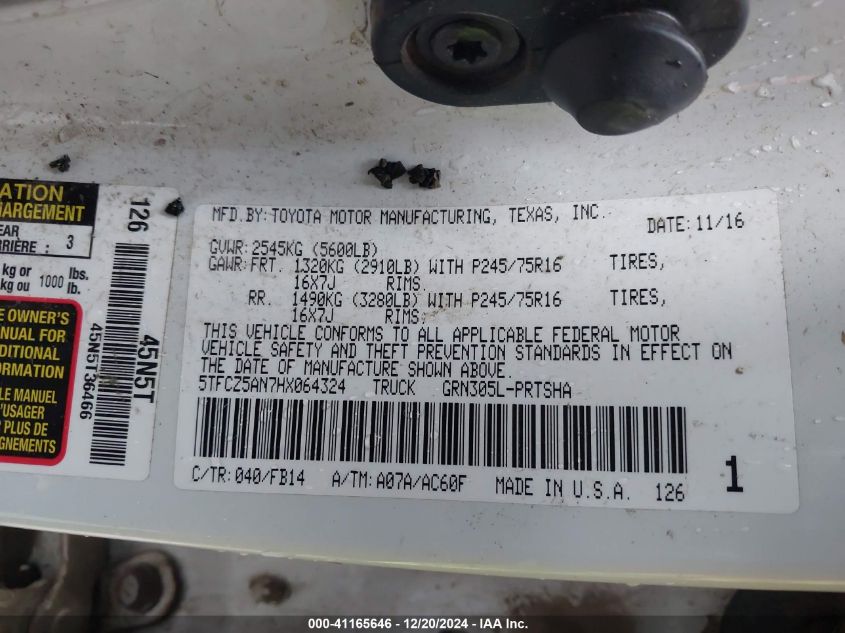 MFD.BY:TOYOTA MOTOR MANUFACTURING, TEXAS, INC. DATE:11/16
GVWR:2545KG (5600LB)
GAWR:FRT. 1320KG (2910LB) WITH P245/75R16 TIRES,
16X7J RIMS,
RR. 1490KG (3280LB) WITH P245/75R16 TIRES,
16X7J RIMS,
THIS VEHICLE CONFORMS TO ALL APPLICABLE FEDERAL MOTOR
VEHICLE SAFETY AND THEFT PREVENTION STANDARDS IN EFFECT ON
THE DATE OF MANUFACTURE SHOWN ABOVE.
5TFCZ5AN7HX064324 TRUCK GRN305L-PRTSHA
C/TR:040/FB14 A/TM:A07A/AC60F MADE IN U.S.A. 126 1
ATION
HARGEMENT
EAR
RRIÈRE : 3
kg or 1000 lbs.
kg ou lb.
E OWNER'S
ANUAL FOR
DDITIONAL
FORMATION
LE MANUEL
'USAGER
PLUS DE
GNEMENTS
126
45N5T
45N5T36466
000-41165646 - 12/20/2024 - IAA Inc.